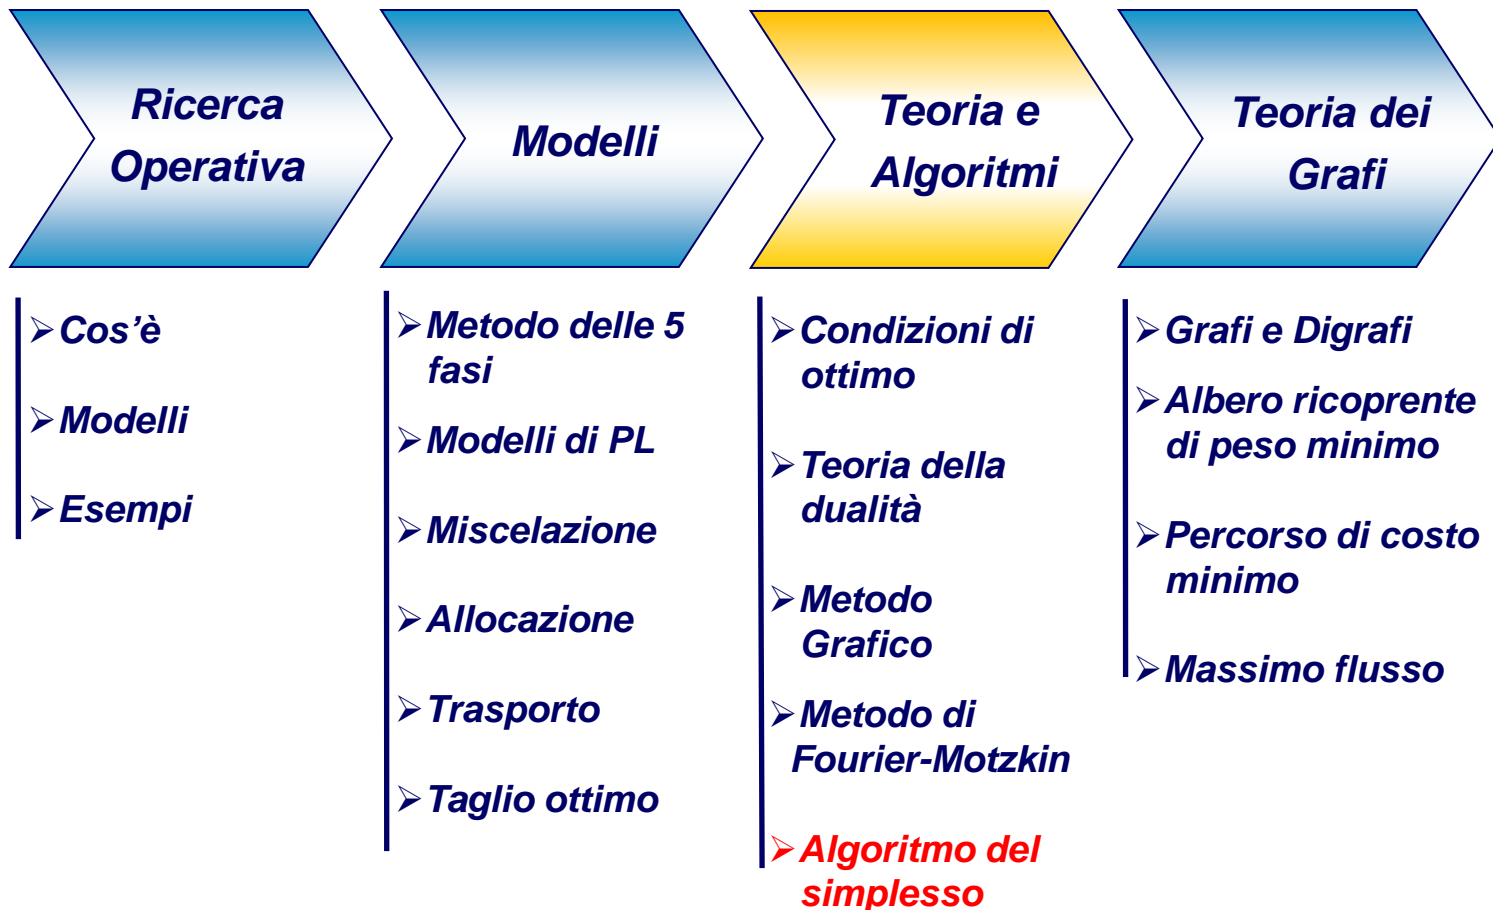 Ricerca
Operativa
Modelli
Teoria e
Algoritmi
Teoria dei
Grafi
➢Cos’è
➢Modelli
➢Esempi
➢Metodo delle 5
fasi
➢Modelli di PL
➢Miscelazione
➢Allocazione
➢Trasporto
➢Taglio ottimo
➢Condizioni di
ottimo
➢Teoria della
dualità
➢Metodo
Grafico
➢Metodo di
Fourier-Motzkin
➢Algoritmo del
simplesso
➢Grafi e Digrafi
➢Albero ricoprente
di peso minimo
➢Percorso di costo
minimo
➢Massimo flusso